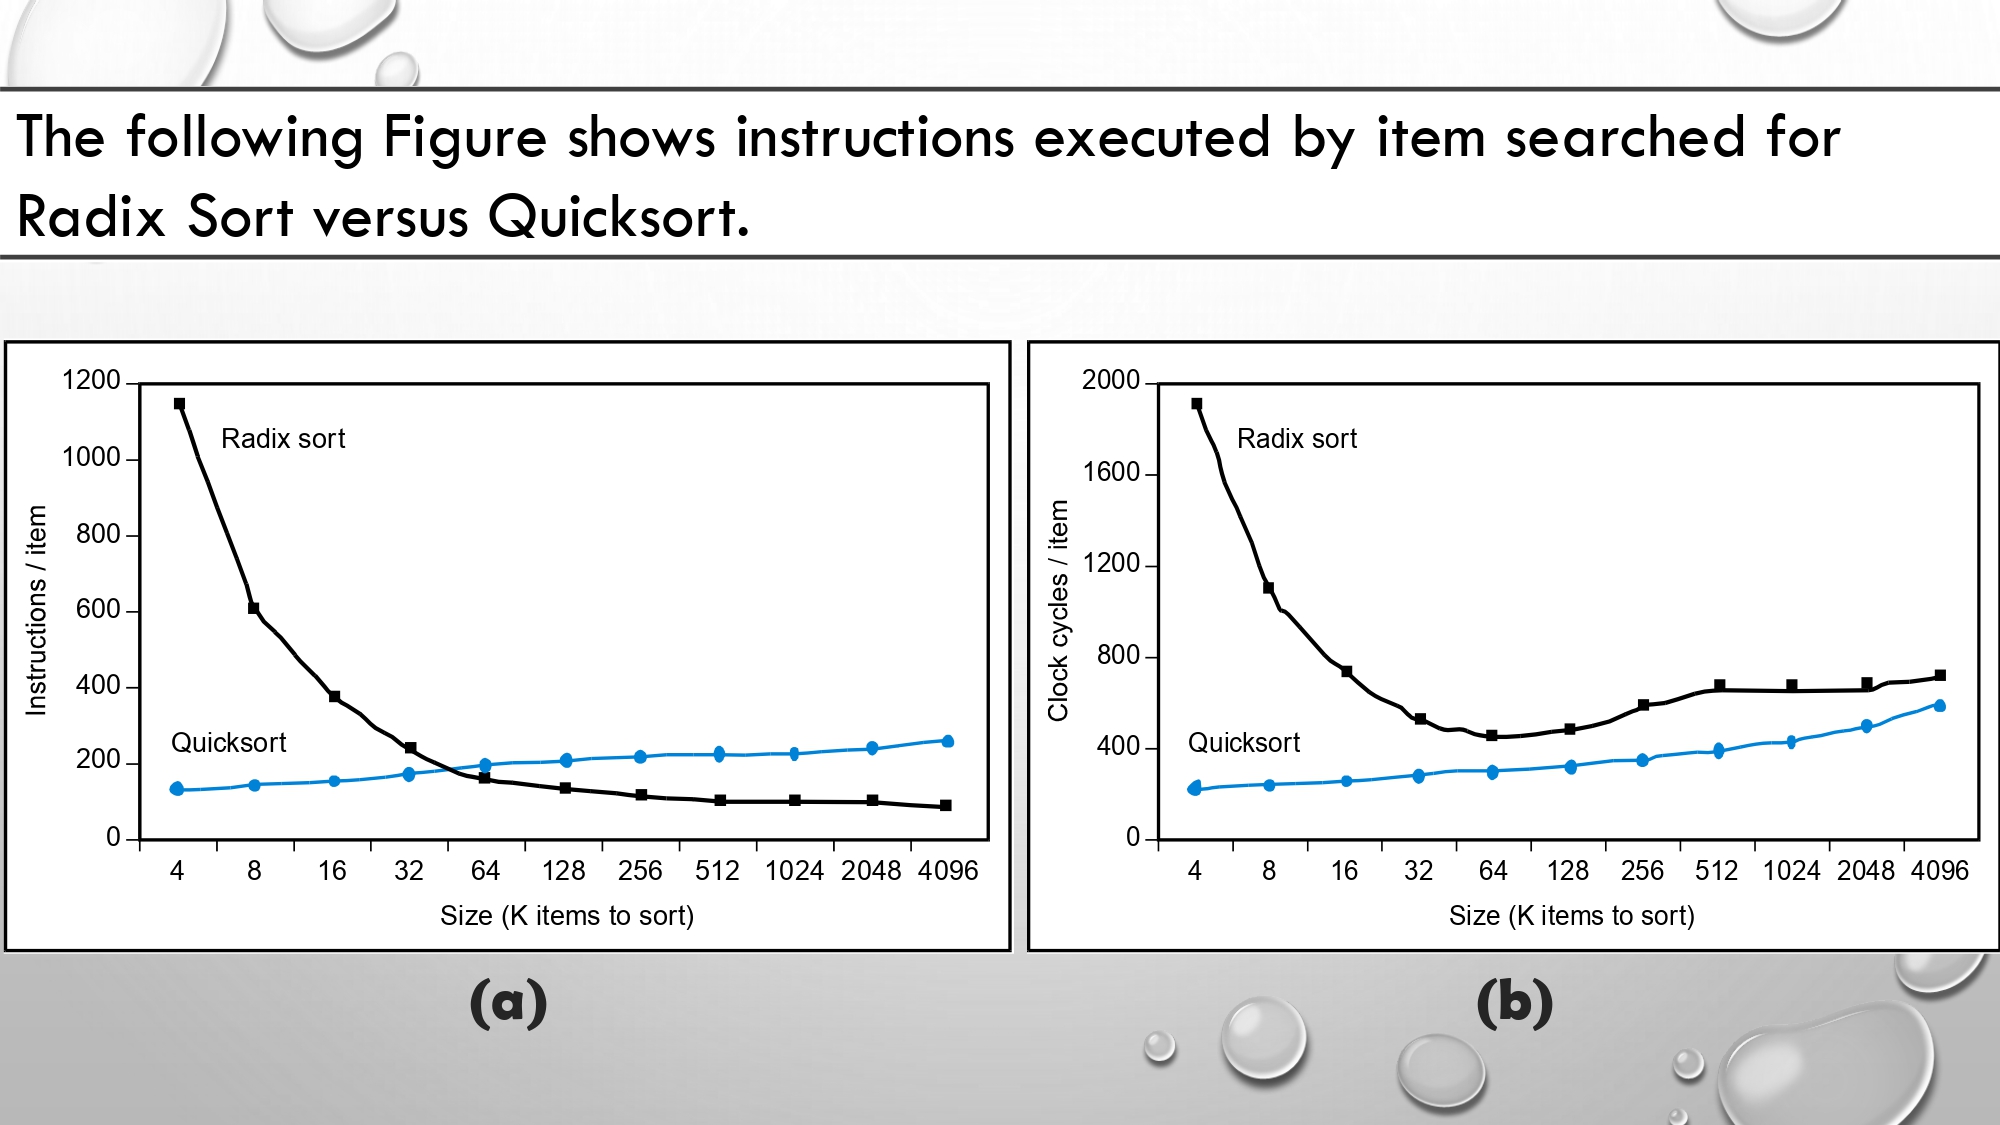 The following Figure shows instructions executed by item searched for
Radix Sort versus Quicksort.
1200
1000
800
600
400
200
0
Instructions / item
Radix sort
Quicksort
4 8 16 32 64 128 256 512 1024 2048 4096
Size (K items to sort)
(a)
2000
1600
1200
800
400
0
Clock cycles / item
Radix sort
Quicksort
4 8 16 32 64 128 256 512 1024 2048 4096
Size (K items to sort)
(b)